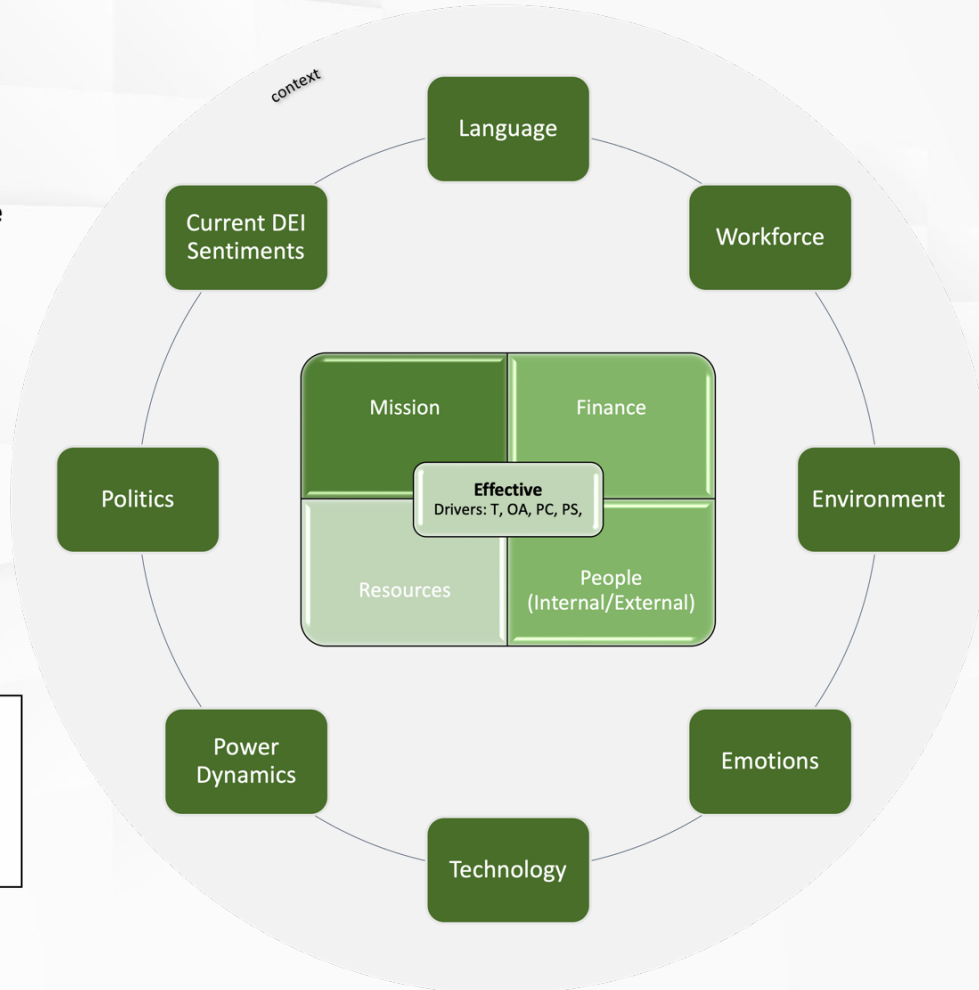 context
Language
Current DEI
Sentiments
Workforce
Mission
Finance
Politics
Effective
Drivers: T, OA, PC, PS,
Environment
Resources
People
(Internal/External)
Power
Dynamics
Emotions
Technology